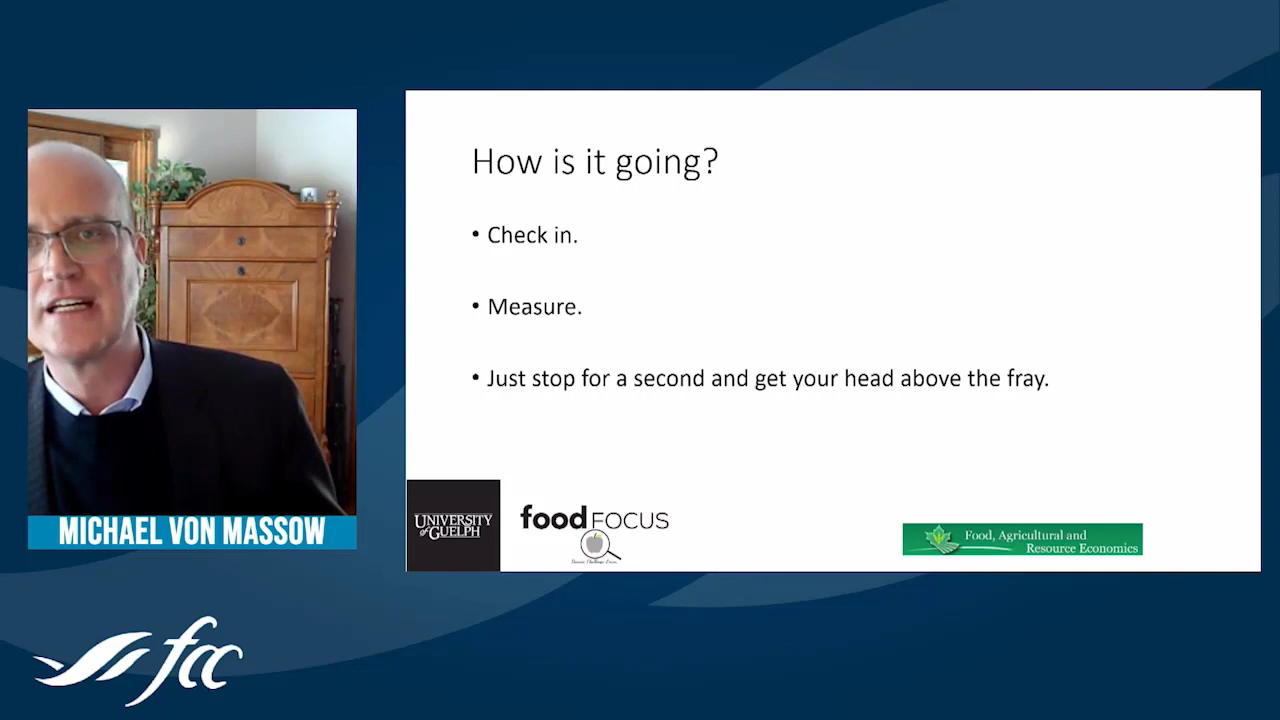 How is it going?
• Check in.
• Measure.
• Just stop for a second and get your head above the fray.
MICHAEL VON MASSOW
UNIVERSITY
of GUELPH
food FOCUS
Food, Agricultural and
Resource Economics
fcc